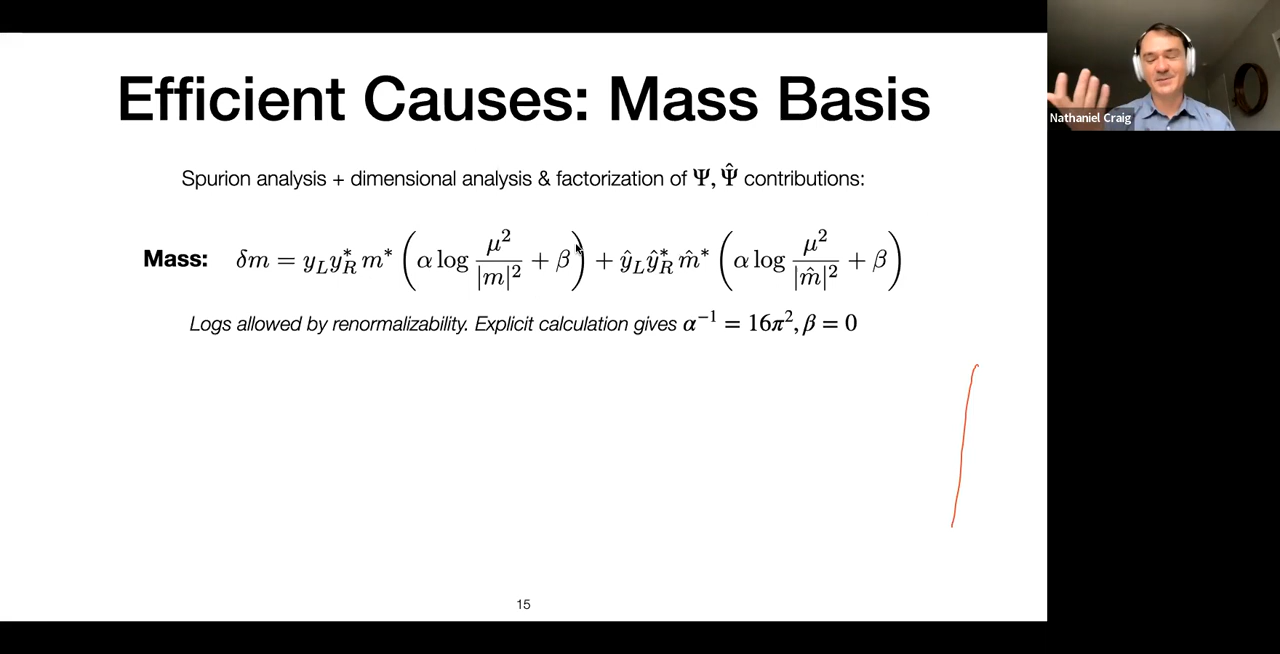 Efficient Causes: Mass Basis
Nathaniel Craig
Spurion analysis + dimensional analysis & factorization of Ψ, Ψ̂ contributions:
Mass: δm = y_L y_R^* m^* (α log μ²/|m|² + β) + ŷ_L ŷ_R^* m̂^* (α log μ²/|m̂|² + β)
Logs allowed by renormalizability. Explicit calculation gives α⁻¹ = 16π², β = 0
15